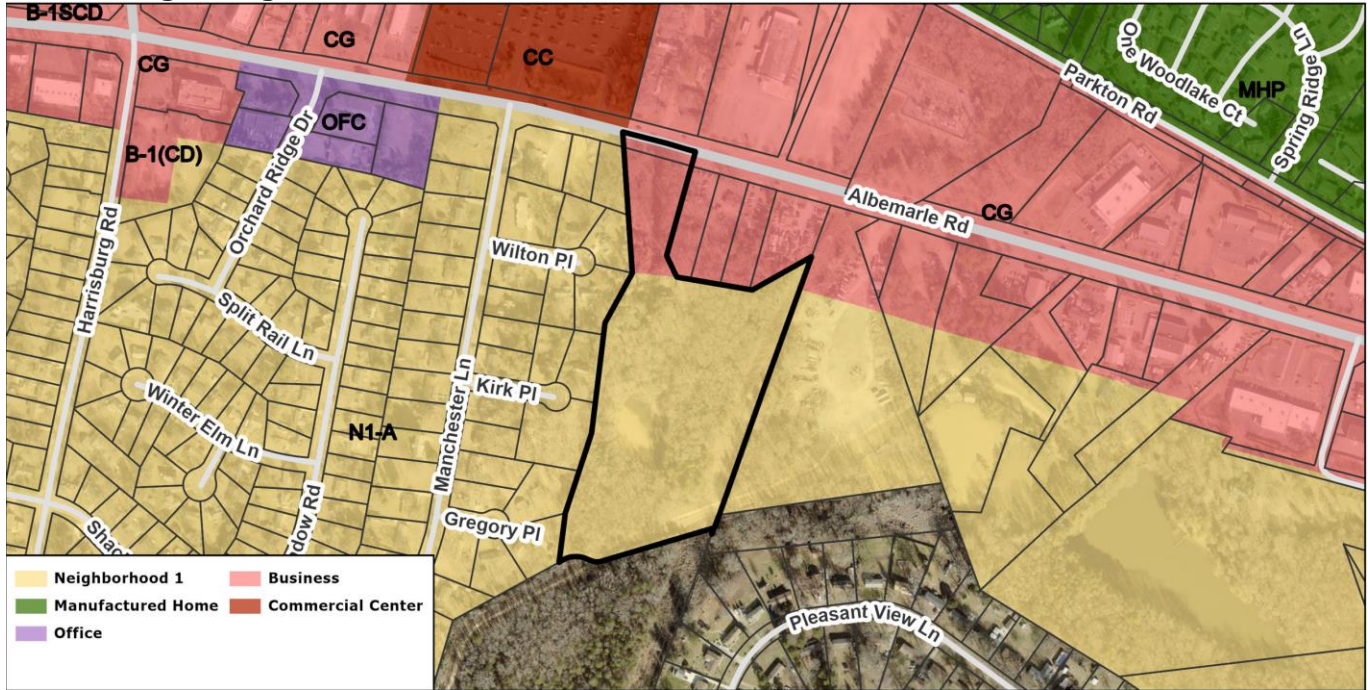 B-1SCD
CG
CC
CG
OFC
B-1(CD)
Orchard Ridge Dr
Harrisburg Rd
Split Rail Ln
Winter Elm Ln
N1-A
Manchester Ln
Wilton Pl
Kirk Pl
Gregory Pl
Albemarle Rd
CG
Parkton Rd
One Woodlake Ct
MHP
Spring Ridge Ln
Pleasant View Ln
Neighborhood 1
Business
Manufactured Home
Commercial Center
Office